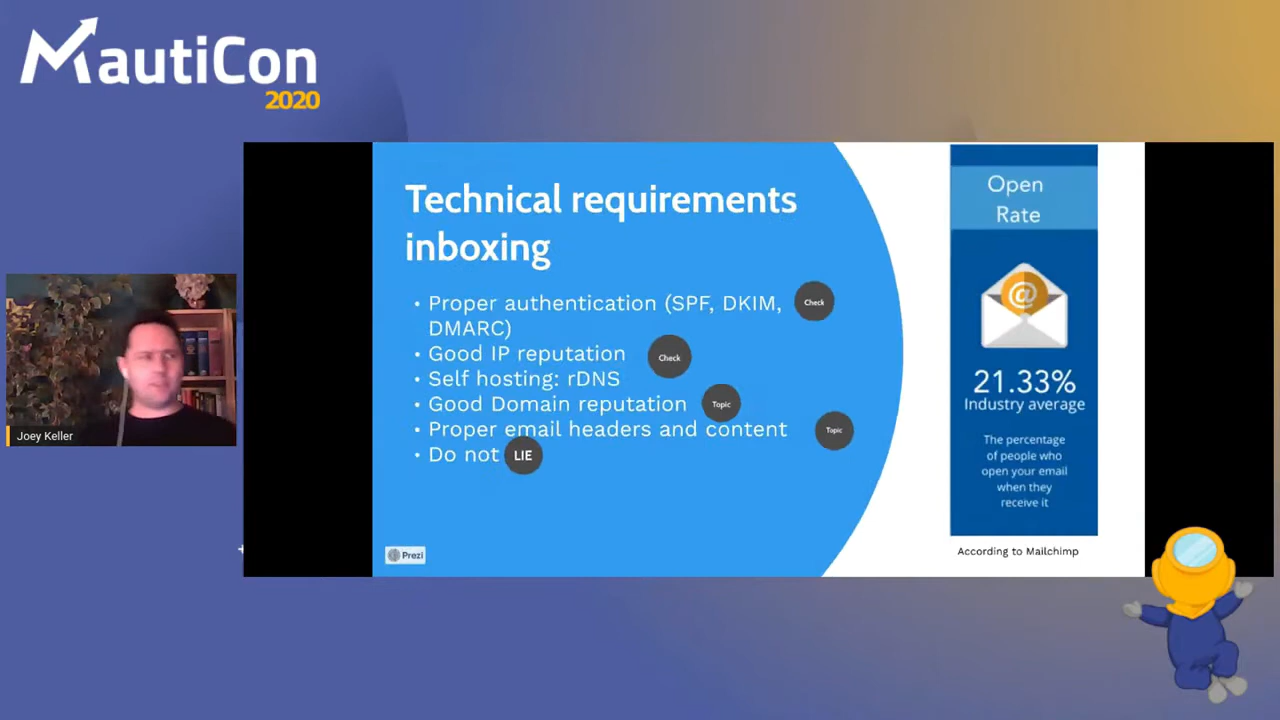 MautiCon
2020
Technical requirements
inboxing
• Proper authentication (SPF, DKIM,
DMARC)
Check
• Good IP reputation
Check
• Self hosting: rDNS
• Good Domain reputation
Topic
• Proper email headers and content
Topic
• Do not LIE
Prezi
Open
Rate
@
21.33%
Industry average
The percentage
of people who
open your email
when they
receive it
According to Mailchimp
Joey Keller